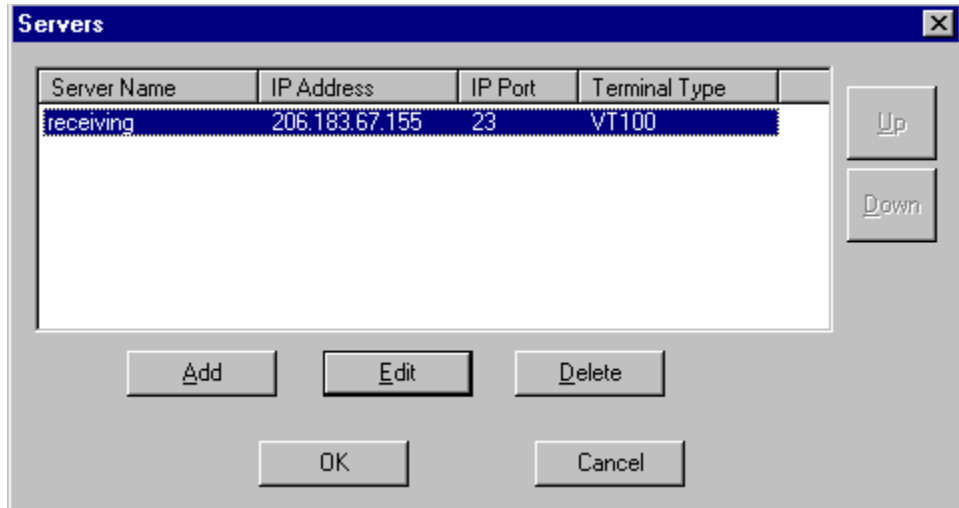 Servers
Server Name IP Address IP Port Terminal Type
receiving 206.183.67.155 23 VT100
Up
Down
Add Edit Delete
OK Cancel